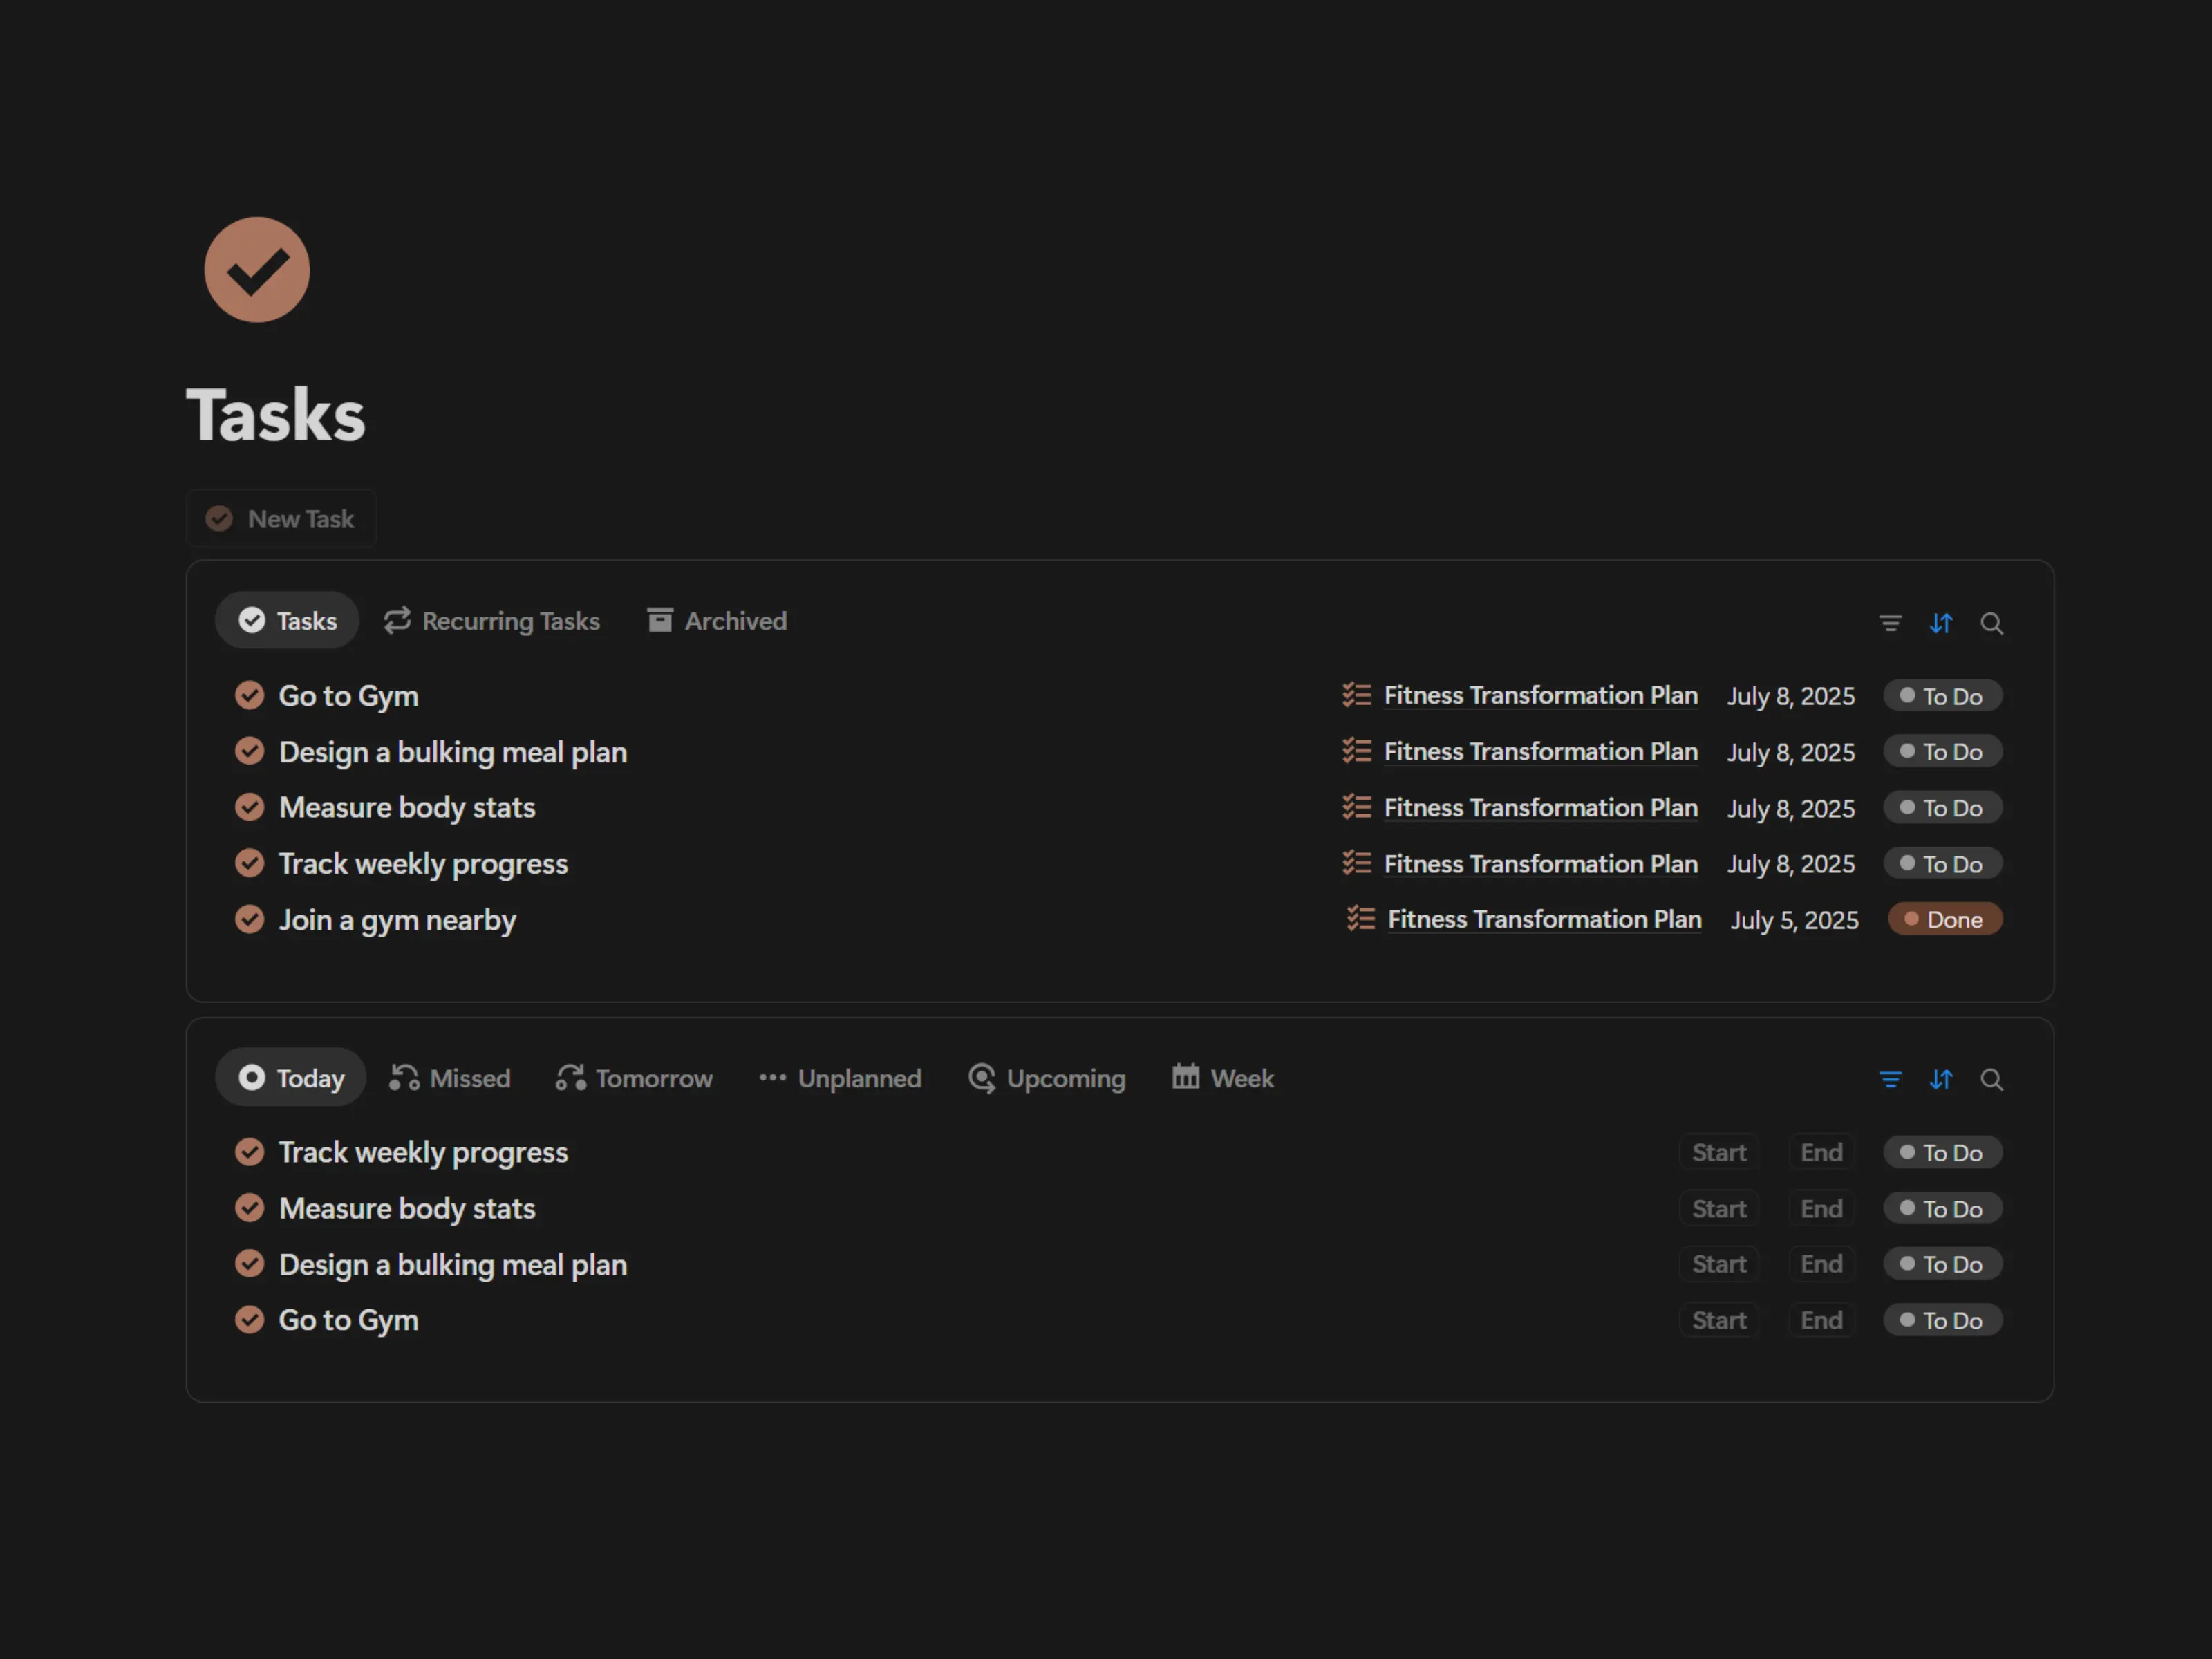 Tasks
New Task
Tasks Recurring Tasks Archived
Go to Gym Fitness Transformation Plan July 8, 2025 To Do
Design a bulking meal plan Fitness Transformation Plan July 8, 2025 To Do
Measure body stats Fitness Transformation Plan July 8, 2025 To Do
Track weekly progress Fitness Transformation Plan July 8, 2025 To Do
Join a gym nearby Fitness Transformation Plan July 5, 2025 Done
Today Missed Tomorrow Unplanned Upcoming Week
Track weekly progress Start End To Do
Measure body stats Start End To Do
Design a bulking meal plan Start End To Do
Go to Gym Start End To Do